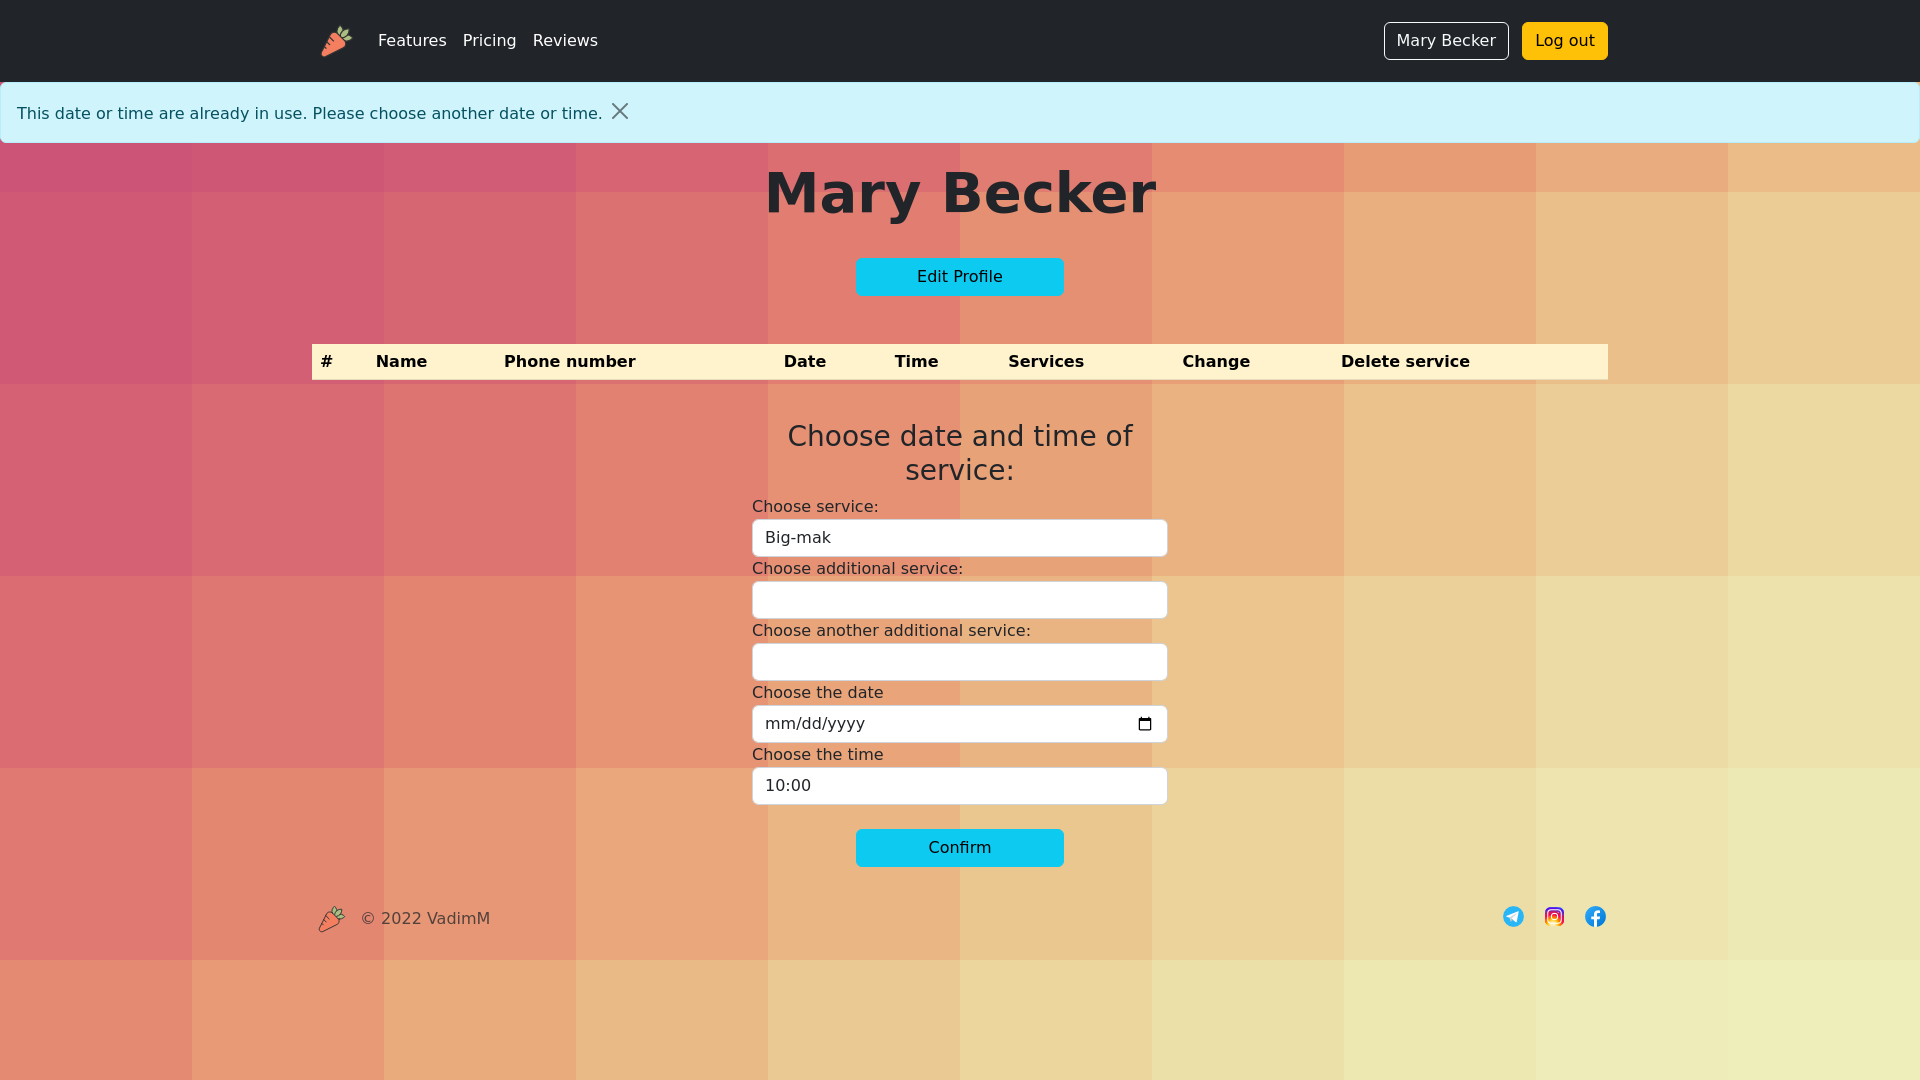 Features Pricing Reviews Mary Becker Log out
This date or time are already in use. Please choose another date or time.
Mary Becker
Edit Profile
# Name Phone number Date Time Services Change Delete service
Choose date and time of
service:
Choose service:
Big-mak
Choose additional service:
Choose another additional service:
Choose the date
mm/dd/yyyy
Choose the time
10:00
Confirm
© 2022 VadimM